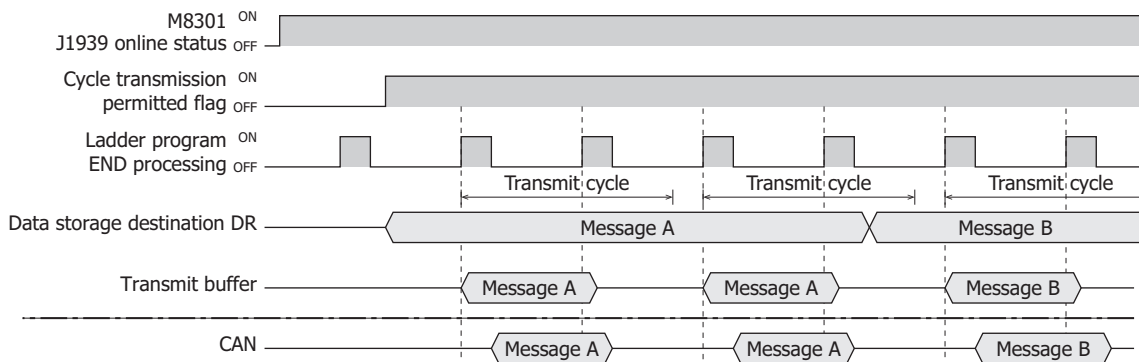 M8301 ON
J1939 online status OFF
Cycle transmission ON
permitted flag OFF
Ladder program ON
END processing OFF
Transmit cycle Transmit cycle Transmit cycle
Data storage destination DR Message A Message B
Transmit buffer Message A Message A Message B
CAN Message A Message A Message B